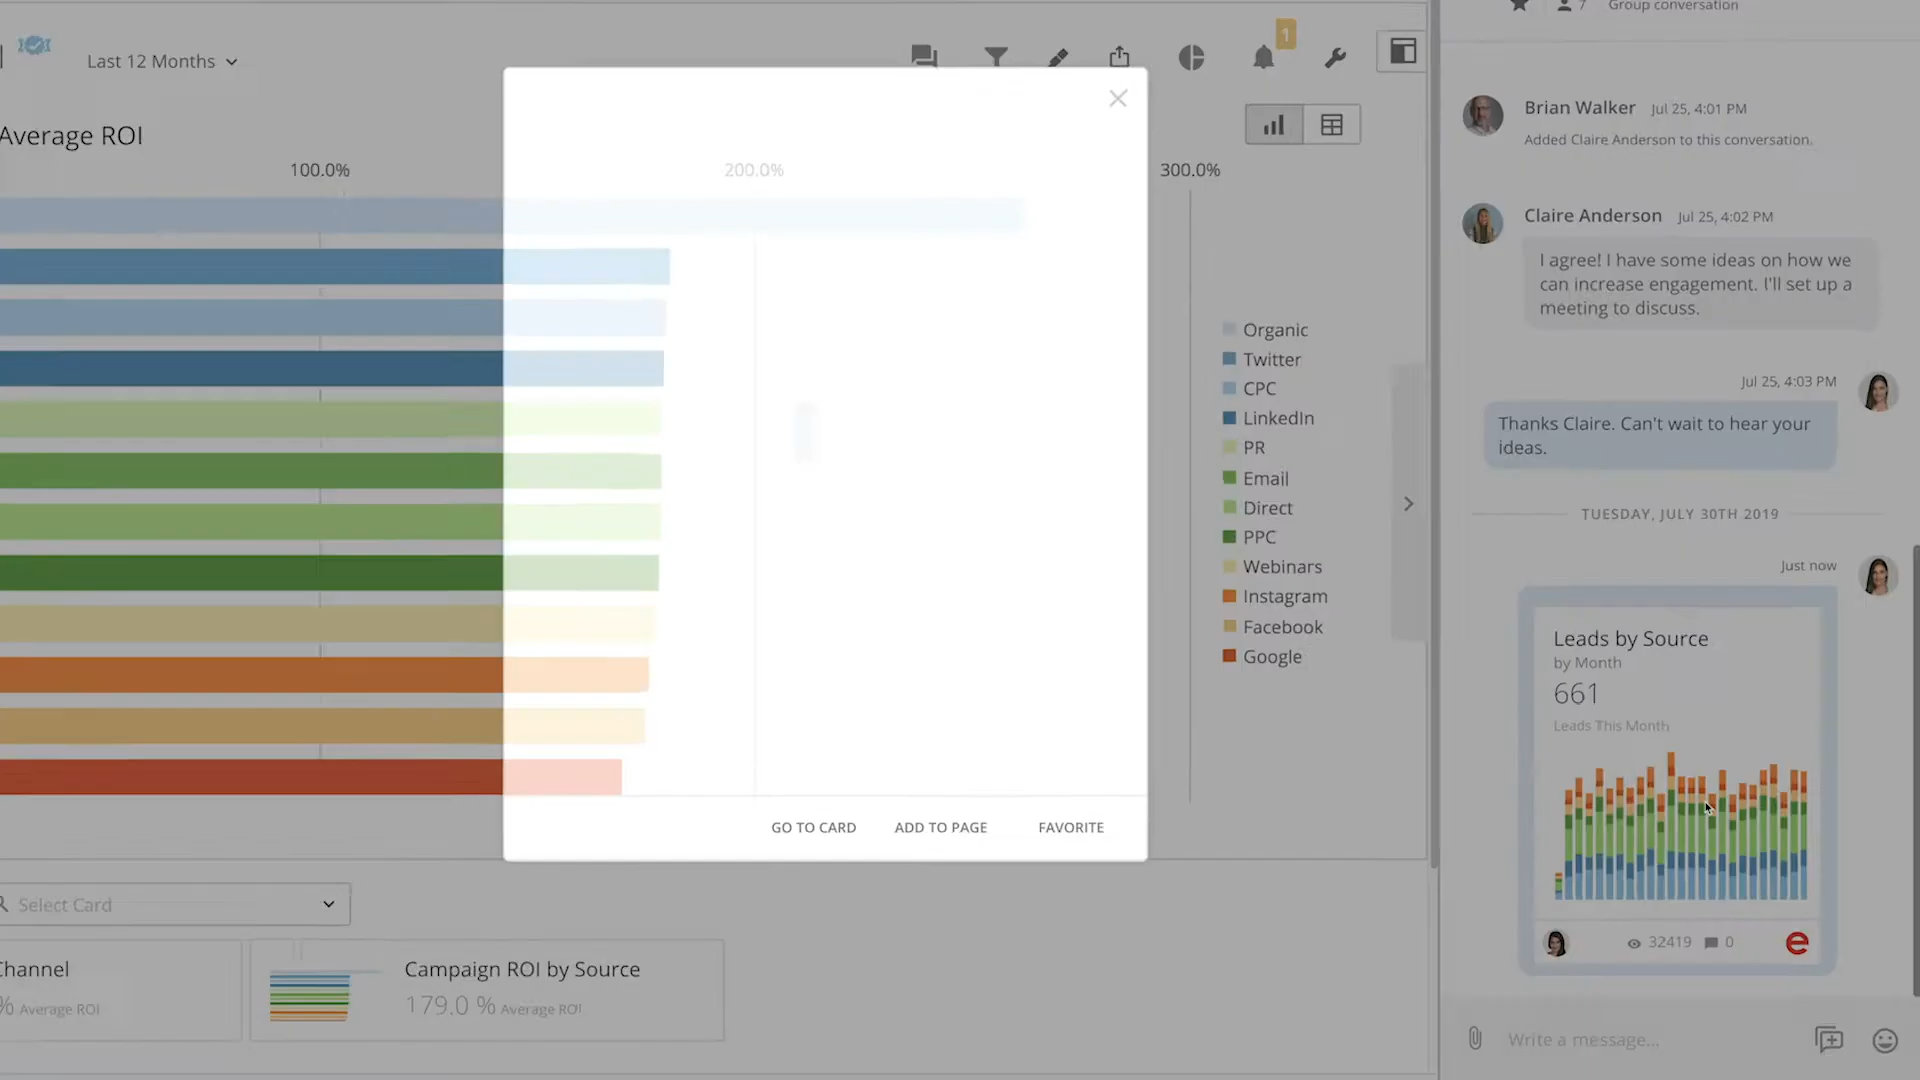 Last 12 Months
1
Average ROI
100.0%
200.0%
300.0%
Organic
Twitter
CPC
LinkedIn
PR
Email
Direct
PPC
Webinars
Instagram
Facebook
Google
GO TO CARD
ADD TO PAGE
FAVORITE
Select Card
Channel
% Average ROI
Campaign ROI by Source
179.0 % Average ROI
7
Group conversation
Brian Walker Jul 25, 4:01 PM
Added Claire Anderson to this conversation.
Claire Anderson Jul 25, 4:02 PM
I agree! I have some ideas on how we
can increase engagement. I'll set up a
meeting to discuss.
Jul 25, 4:03 PM
Thanks Claire. Can't wait to hear your
ideas.
TUESDAY, JULY 30TH 2019
Just now
Leads by Source
by Month
661
Leads This Month
32419
0
e
Write a message...